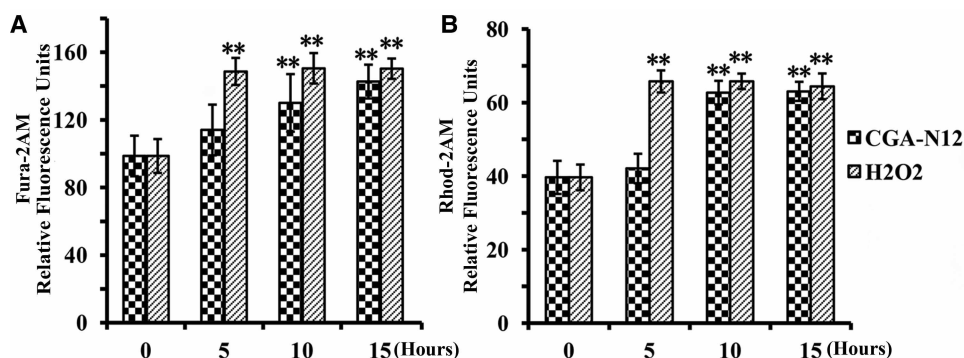 A
Fura-2AM
Relative Fluorescence Units
160
120
80
40
0
** ** ** ** **
0 5 10 15 (Hours)
B
Rhod-2AM
Relative Fluorescence Units
80
60
40
20
0
** ** ** ** **
0 5 10 15 (Hours)
CGA-N12
H2O2